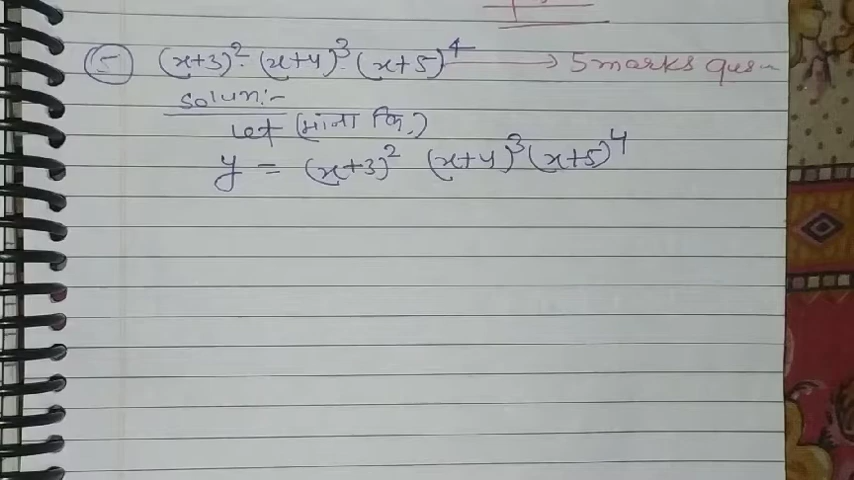 5 (x+3)². (x+4)³. (x+5)⁴ → 5 marks ques
Solun:-
Let (माना कि,)
y = (x+3)² (x+4)³ (x+5)⁴